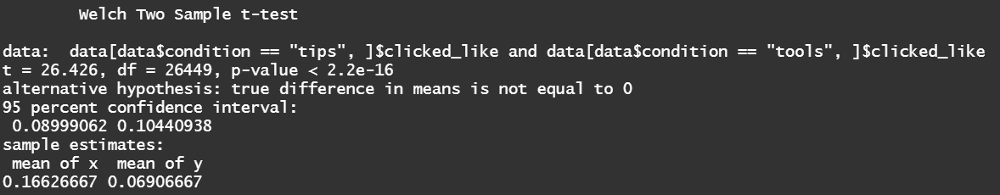 Welch Two Sample t-test
data:  data[data$condition == "tips", ]$clicked_like and data[data$condition == "tools", ]$clicked_like
t = 26.426, df = 26449, p-value < 2.2e-16
alternative hypothesis: true difference in means is not equal to 0
95 percent confidence interval:
 0.08999062 0.10440938
sample estimates:
 mean of x  mean of y
0.16626667 0.06906667